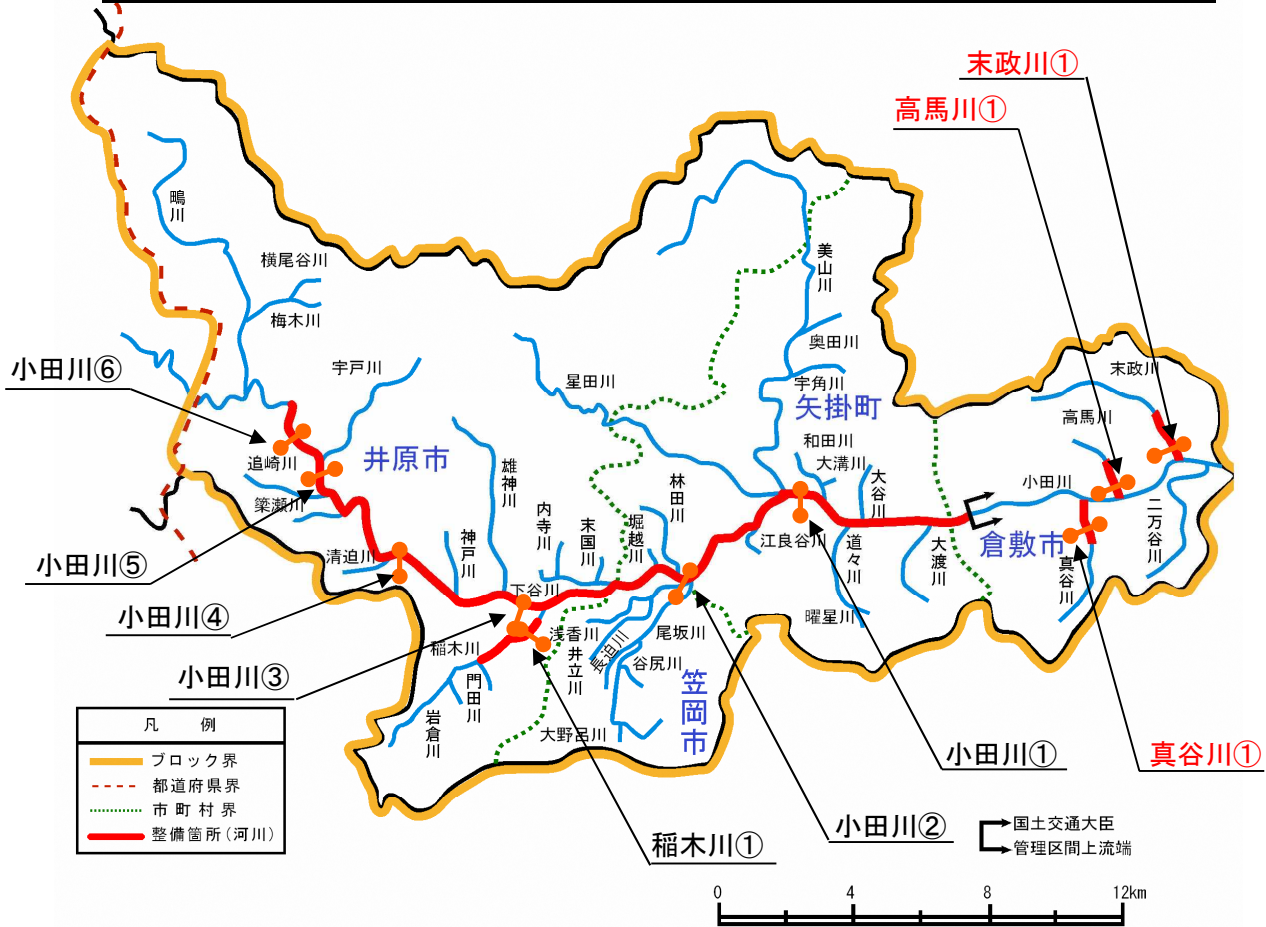 末政川①
高馬川①
鴫川
横尾谷川
梅木川
美山川
奥田川
宇角川
矢掛町
末政川
高馬川
小田川⑥
宇戸川
星田川
追崎川
井原市
雄神川
和田川
大溝川
大谷川
小田川
簗瀬川
内寺川
末国川
堀越川
林田川
江良谷川
道々川
大渡川
倉敷市
二万谷川
真谷川
小田川⑤
清迫川
神戸川
下谷川
曜星川
小田川④
稲木川
浅香川
井立川
長迫川
尾坂川
谷尻川
小田川③
門田川
岩倉川
笠岡市
大野呂川
小田川①
真谷川①
凡 例
ブロック界
都道府県界
市町村界
整備箇所(河川)
稲木川①
小田川②
国土交通大臣
管理区間上流端
0 4 8 12km